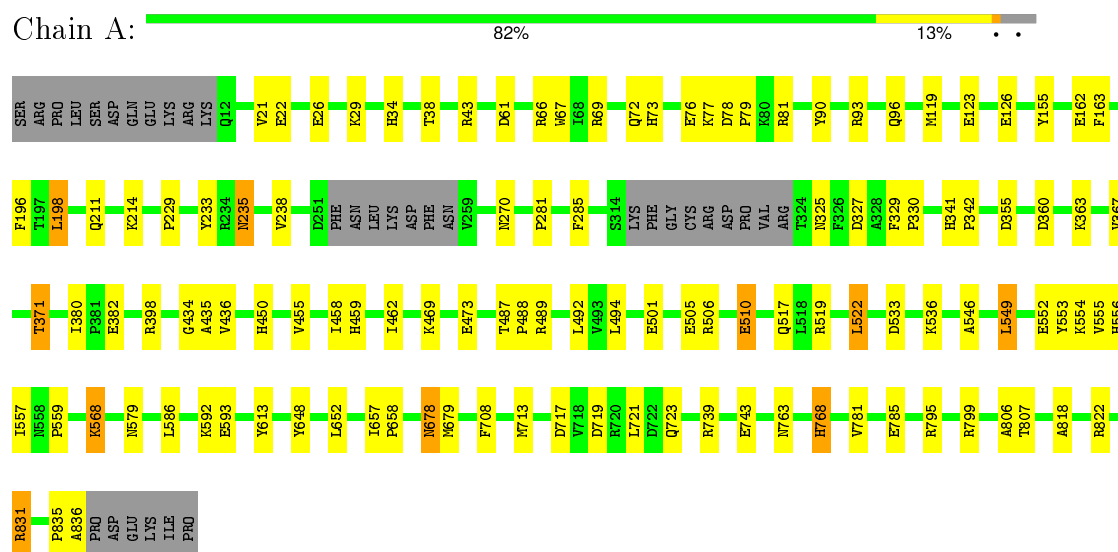 Chain A:
82% 13% • •
SER ARG PRO LEU SER ASP GLN GLU LYS ARG LYS Q12 V21 E22 E26 K29 H34 T38 R43 D61 R66 W67 I68 R69 Q72 H73 E76 K77 D78 P79 K80 R81 Y90 R93 Q96 M119 E123 E126 Y155 E162 F163
F196 T197 L198 Q211 K214 P229 Y233 R234 N235 V238 D251 PHE ASN LEU LYS ASP PHE ASN V259 N270 P281 F285 S314 LYS PHE GLY CYS ARG ASP PRO VAL ARG T324 N325 F326 D327 A328 F329 P330 H341 P342 D355 D360 K363 V367
T371 I380 P381 E382 R398 G434 A435 V436 H450 V455 I458 H459 I462 K469 E473 T487 P488 R489 L492 V493 L494 E501 E505 R506 E510 Q517 L518 R519 L522 D533 K536 A546 L549 E552 Y553 K554 V555 H556
I557 N558 P559 K568 N579 L586 K592 E593 Y613 Y648 L652 I657 P658 N678 M679 F708 M713 D717 V718 D719 R720 L721 D722 Q723 R739 E743 N763 H768 V781 E785 R795 R799 A806 T807 A818 R822
R831 P835 A836 PRO ASP GLU LYS ILE PRO